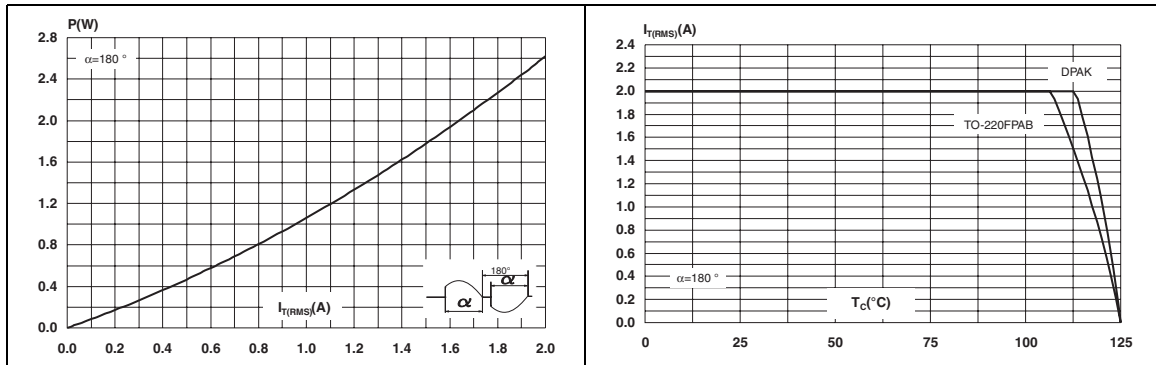 P(W)
2.8
2.4
2.0
1.6
1.2
0.8
0.4
0.0
α=180 °
180°
α
α
I_T(RMS)(A)
0.0 0.2 0.4 0.6 0.8 1.0 1.2 1.4 1.6 1.8 2.0
I_T(RMS)(A)
2.4
2.2
2.0
1.8
1.6
1.4
1.2
1.0
0.8
0.6
0.4
0.2
0.0
DPAK
TO-220FPAB
α=180 °
T_C(°C)
0 25 50 75 100 125